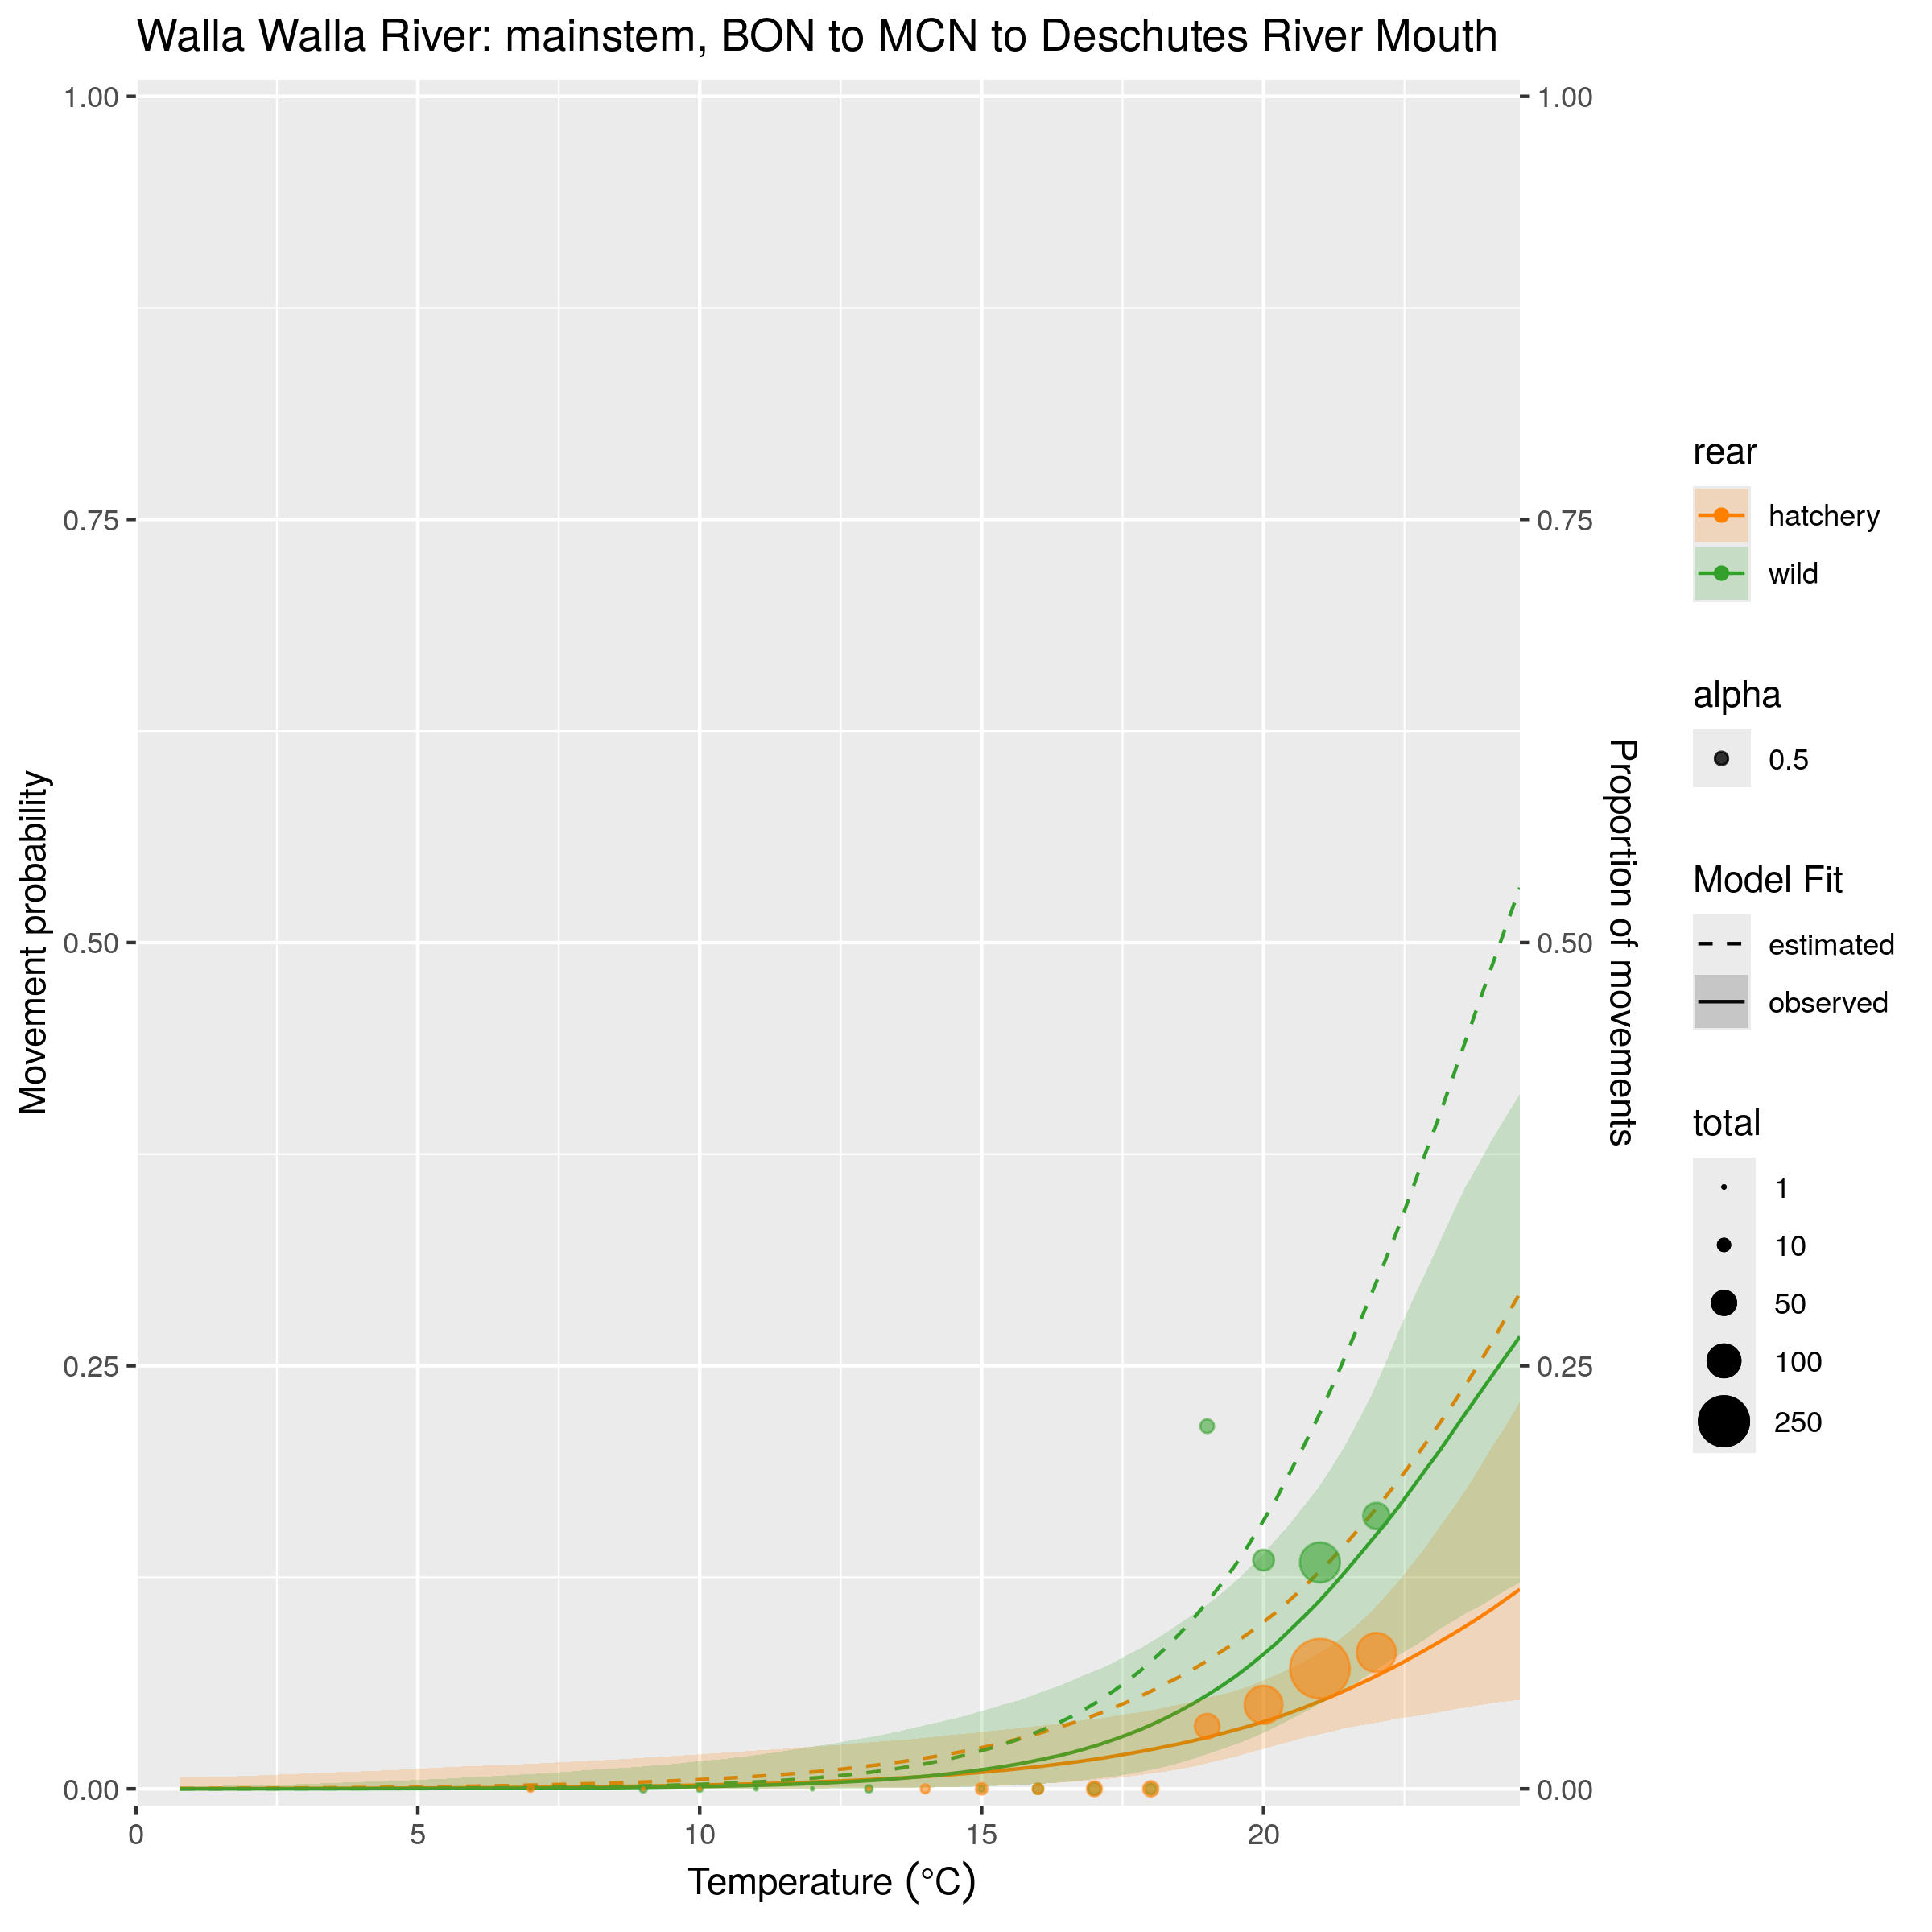 Walla Walla River: mainstem, BON to MCN to Deschutes River Mouth
Movement probability
1.00
0.75
0.50
0.25
0.00
0
5
10
15
20
Temperature (°C)
1.00
0.75
0.50
0.25
0.00
Proportion of movements
rear
hatchery
wild
alpha
0.5
Model Fit
estimated
observed
total
1
10
50
100
250